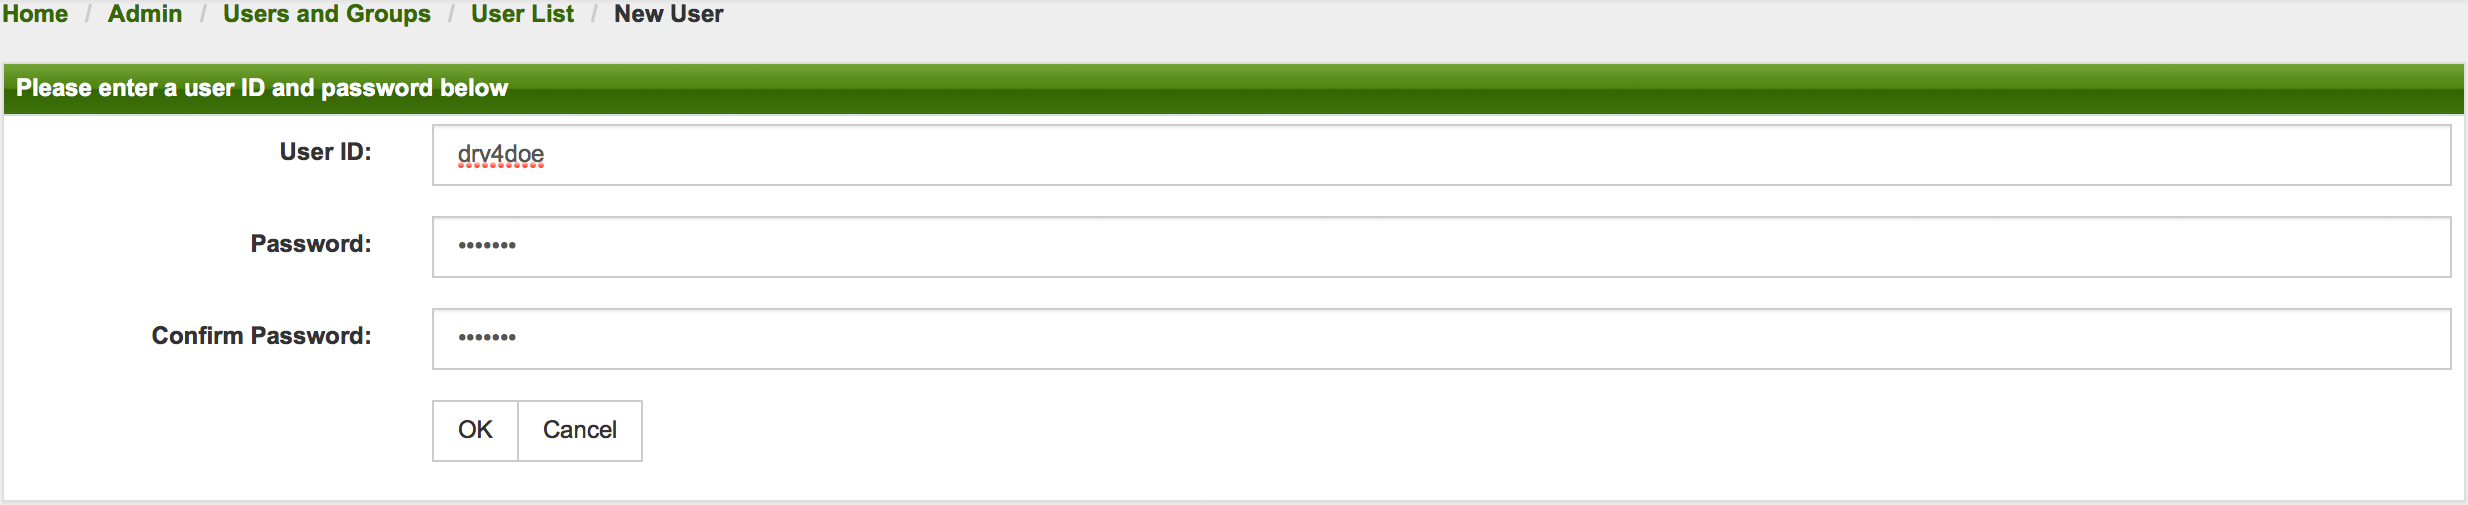 Home / Admin / Users and Groups / User List / New User
Please enter a user ID and password below
User ID: drv4doe
Password: •••••••
Confirm Password: •••••••
OK Cancel